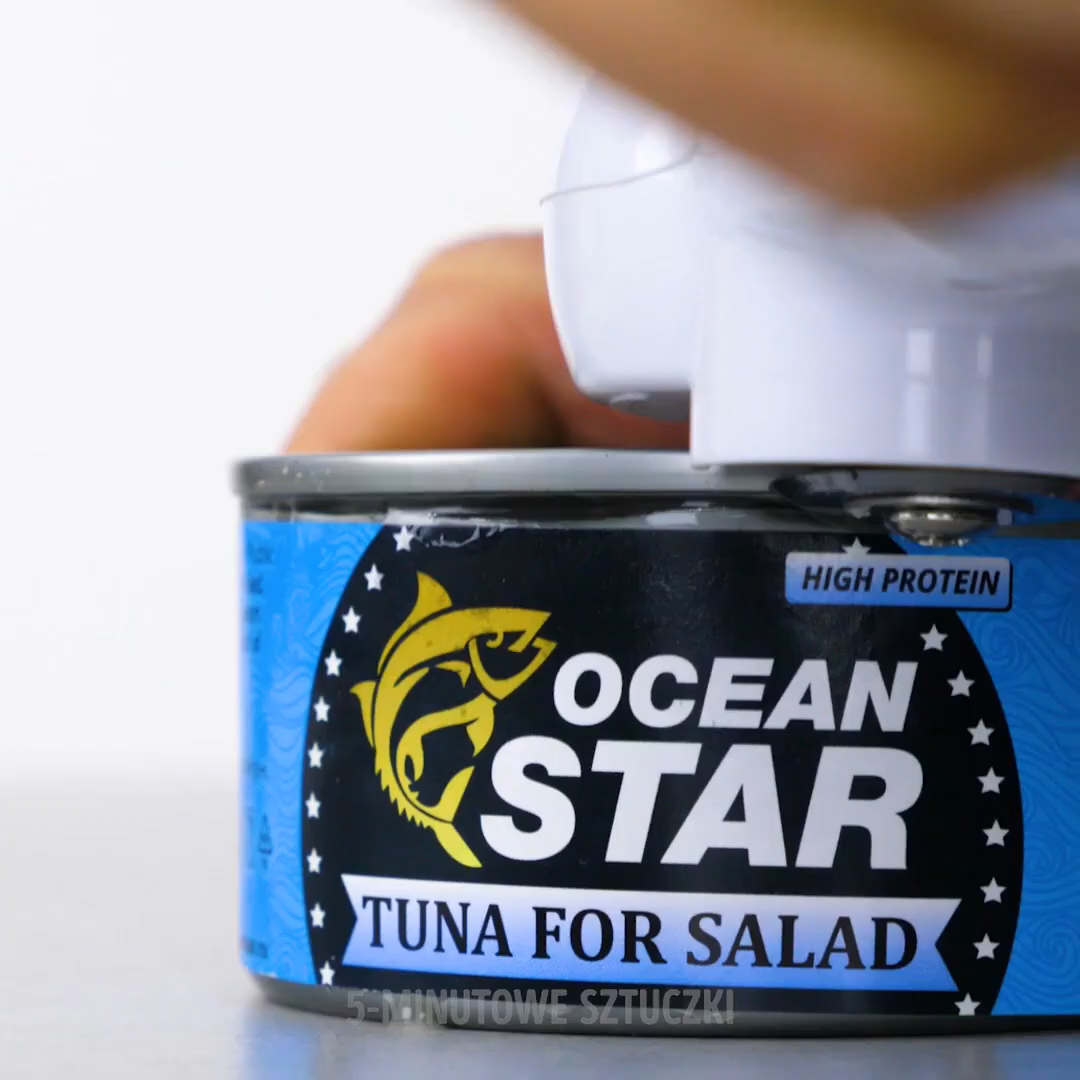 HIGH PROTEIN
OCEAN
STAR
TUNA FOR SALAD
5-MINUTOWE SZTUCZKI